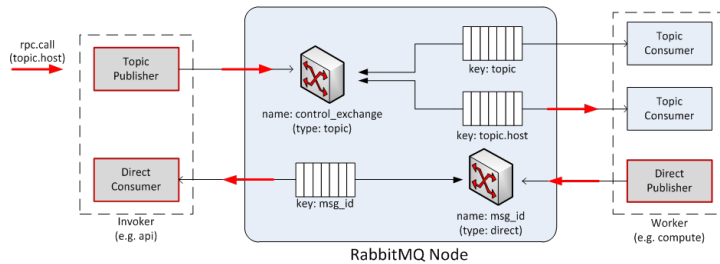 rpc.call
(topic.host)
Topic
Publisher
name: control_exchange
(type: topic)
key: topic
Topic
Consumer
key: topic.host
Topic
Consumer
Direct
Consumer
key: msg_id
name: msg_id
(type: direct)
Direct
Publisher
Invoker
(e.g. api)
Worker
(e.g. compute)
RabbitMQ Node